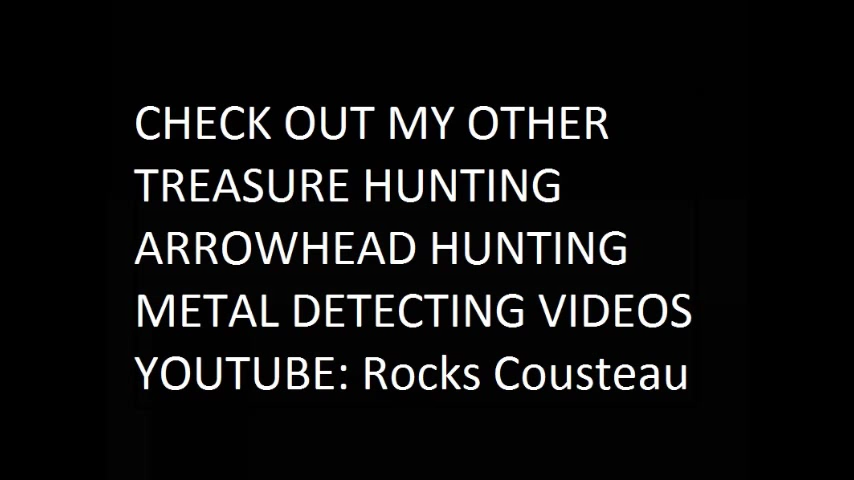 CHECK OUT MY OTHER
TREASURE HUNTING
ARROWHEAD HUNTING
METAL DETECTING VIDEOS
YOUTUBE: Rocks Cousteau